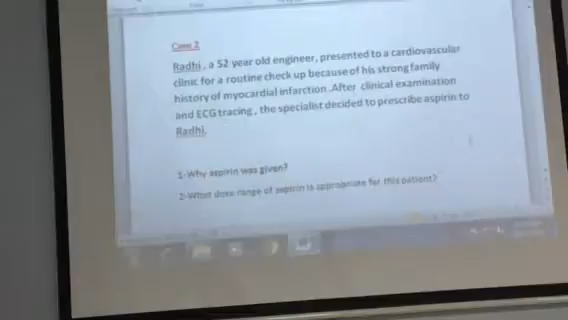 Case 2
Radhi , a 52 year old engineer, presented to a cardiovascular
clinic for a routine check up because of his strong family
history of myocardial infarction .After clinical examination
and ECG tracing , the specialist decided to prescribe aspirin to
Radhi.
1-Why aspirin was given?
2-What dose range of aspirin is appropriate for this patient?